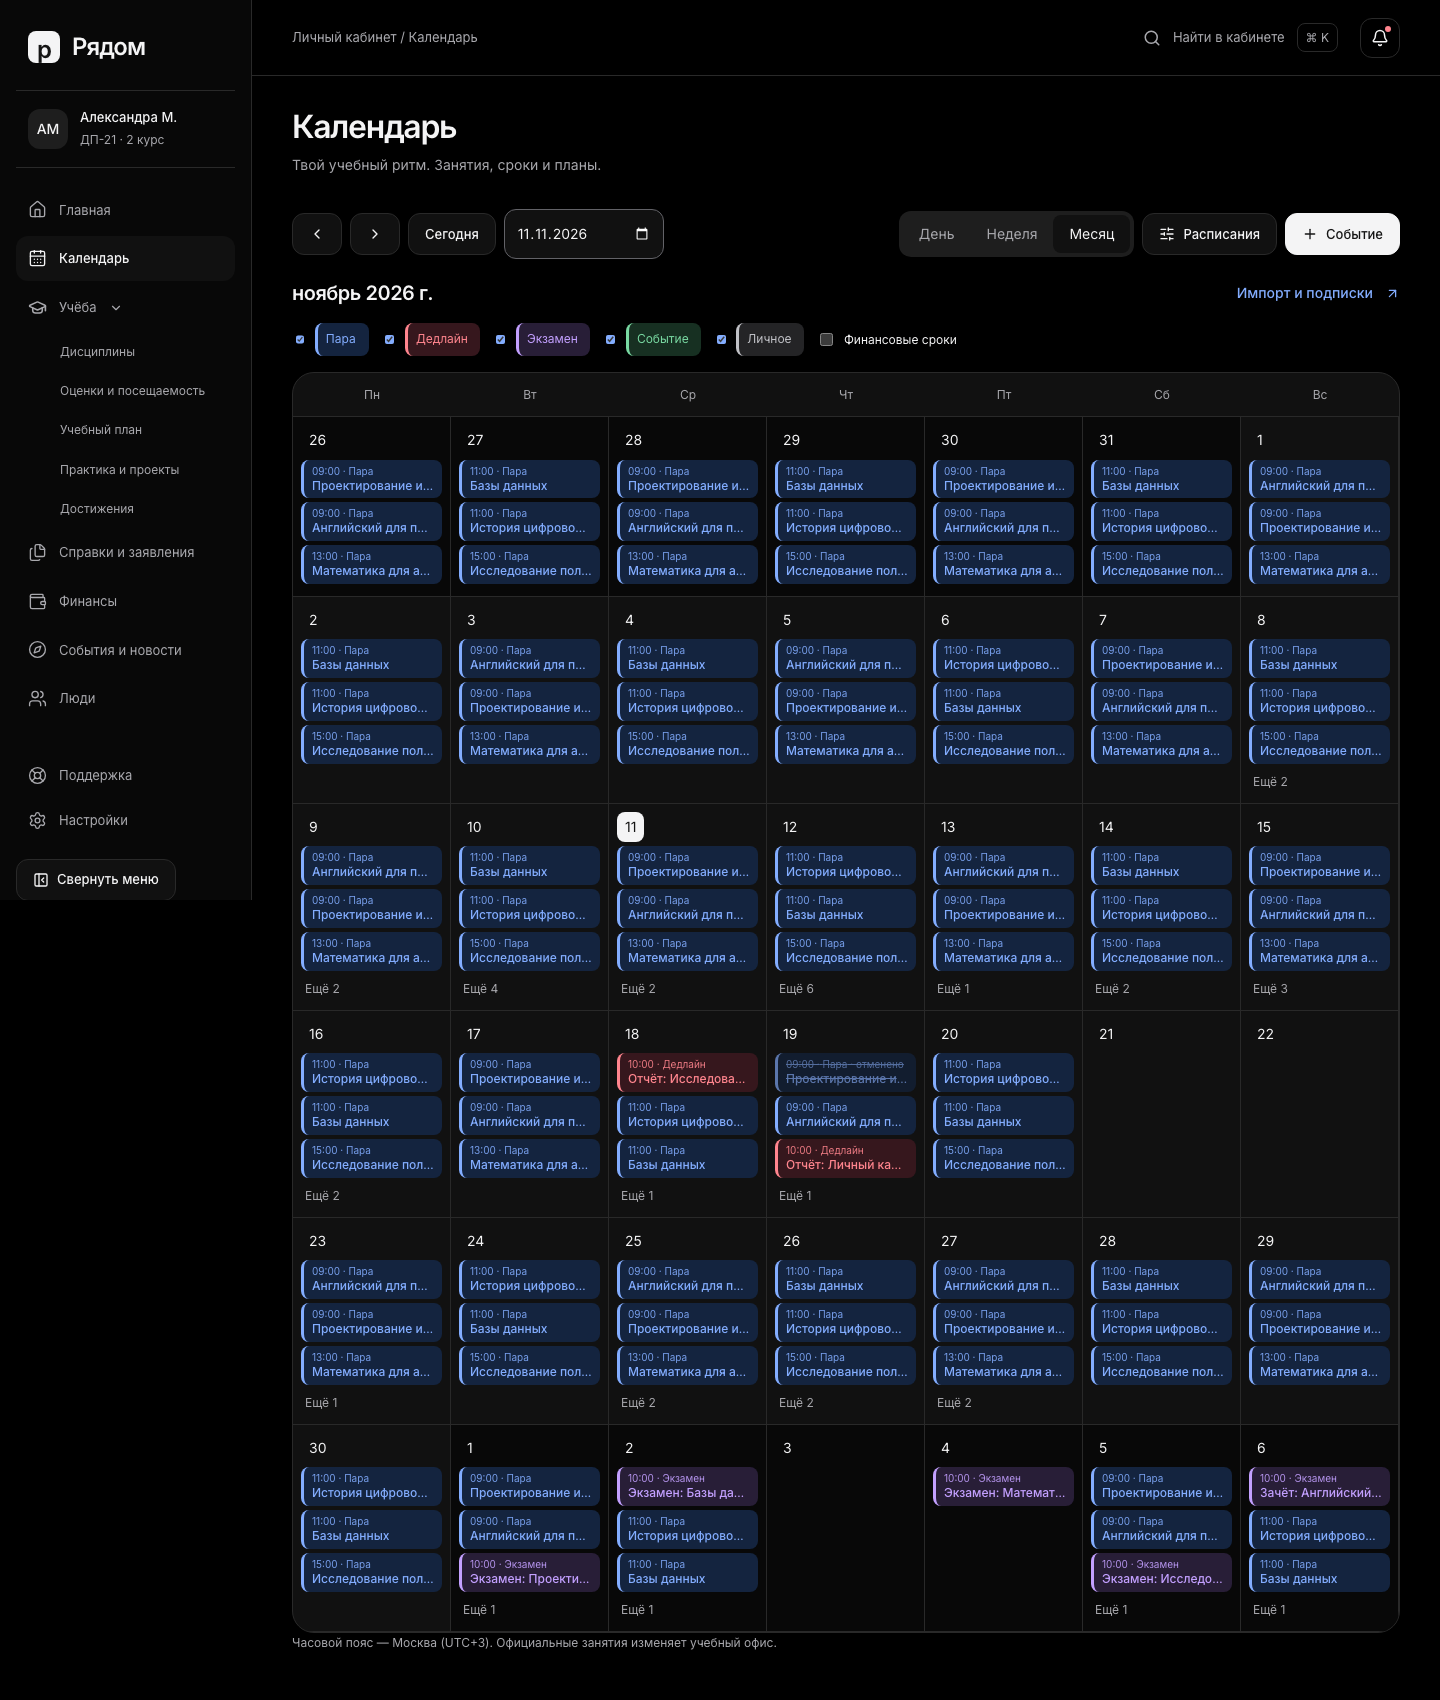 р Рядом
АМ
Александра М.
ДП-21 · 2 курс
Главная
Календарь
Учёба
Дисциплины
Оценки и посещаемость
Учебный план
Практика и проекты
Достижения
Справки и заявления
Финансы
События и новости
Люди
Поддержка
Настройки
Свернуть меню
Личный кабинет / Календарь
Найти в кабинете
⌘ K
Календарь
Твой учебный ритм. Занятия, сроки и планы.
Сегодня
11.11.2026
День
Неделя
Месяц
Расписания
Событие
ноябрь 2026 г.
Импорт и подписки
Пара
Дедлайн
Экзамен
Событие
Личное
Финансовые сроки
Пн
Вт
Ср
Чт
Пт
Сб
Вс
26
09:00 · Пара
Проектирование и...
09:00 · Пара
Английский для п...
13:00 · Пара
Математика для а...
27
11:00 · Пара
Базы данных
11:00 · Пара
История цифрово...
15:00 · Пара
Исследование пол...
28
09:00 · Пара
Проектирование и...
09:00 · Пара
Английский для п...
13:00 · Пара
Математика для а...
29
11:00 · Пара
Базы данных
11:00 · Пара
История цифрово...
15:00 · Пара
Исследование пол...
30
09:00 · Пара
Проектирование и...
09:00 · Пара
Английский для п...
13:00 · Пара
Математика для а...
31
11:00 · Пара
Базы данных
11:00 · Пара
История цифрово...
15:00 · Пара
Исследование пол...
1
09:00 · Пара
Английский для п...
09:00 · Пара
Проектирование и...
13:00 · Пара
Математика для а...
2
11:00 · Пара
Базы данных
11:00 · Пара
История цифрово...
15:00 · Пара
Исследование пол...
3
09:00 · Пара
Английский для п...
09:00 · Пара
Проектирование и...
13:00 · Пара
Математика для а...
4
11:00 · Пара
Базы данных
11:00 · Пара
История цифрово...
15:00 · Пара
Исследование пол...
5
09:00 · Пара
Английский для п...
09:00 · Пара
Проектирование и...
13:00 · Пара
Математика для а...
6
11:00 · Пара
История цифрово...
11:00 · Пара
Базы данных
15:00 · Пара
Исследование пол...
7
09:00 · Пара
Проектирование и...
09:00 · Пара
Английский для п...
13:00 · Пара
Математика для а...
8
11:00 · Пара
Базы данных
11:00 · Пара
История цифрово...
15:00 · Пара
Исследование пол...
Ещё 2
9
09:00 · Пара
Английский для п...
09:00 · Пара
Проектирование и...
13:00 · Пара
Математика для а...
Ещё 2
10
11:00 · Пара
Базы данных
11:00 · Пара
История цифрово...
15:00 · Пара
Исследование пол...
Ещё 4
11
09:00 · Пара
Проектирование и...
09:00 · Пара
Английский для п...
13:00 · Пара
Математика для а...
Ещё 2
12
11:00 · Пара
История цифрово...
11:00 · Пара
Базы данных
15:00 · Пара
Исследование пол...
Ещё 6
13
09:00 · Пара
Английский для п...
09:00 · Пара
Проектирование и...
13:00 · Пара
Математика для а...
Ещё 1
14
11:00 · Пара
Базы данных
11:00 · Пара
История цифрово...
15:00 · Пара
Исследование пол...
Ещё 2
15
09:00 · Пара
Проектирование и...
09:00 · Пара
Английский для п...
13:00 · Пара
Математика для а...
Ещё 3
16
11:00 · Пара
История цифрово...
11:00 · Пара
Базы данных
15:00 · Пара
Исследование пол...
Ещё 2
17
09:00 · Пара
Проектирование и...
09:00 · Пара
Английский для п...
13:00 · Пара
Математика для а...
18
10:00 · Дедлайн
Отчёт: Исследова...
11:00 · Пара
История цифрово...
11:00 · Пара
Базы данных
Ещё 1
19
09:00 · Пара · отменено
Проектирование и...
09:00 · Пара
Английский для п...
10:00 · Дедлайн
Отчёт: Личный ка...
Ещё 1
20
11:00 · Пара
История цифрово...
11:00 · Пара
Базы данных
15:00 · Пара
Исследование пол...
21
22
23
09:00 · Пара
Английский для п...
09:00 · Пара
Проектирование и...
13:00 · Пара
Математика для а...
Ещё 1
24
11:00 · Пара
История цифрово...
11:00 · Пара
Базы данных
15:00 · Пара
Исследование пол...
25
09:00 · Пара
Английский для п...
09:00 · Пара
Проектирование и...
13:00 · Пара
Математика для а...
Ещё 2
26
11:00 · Пара
Базы данных
11:00 · Пара
История цифрово...
15:00 · Пара
Исследование пол...
Ещё 2
27
09:00 · Пара
Английский для п...
09:00 · Пара
Проектирование и...
13:00 · Пара
Математика для а...
Ещё 2
28
11:00 · Пара
Базы данных
11:00 · Пара
История цифрово...
15:00 · Пара
Исследование пол...
29
09:00 · Пара
Английский для п...
09:00 · Пара
Проектирование и...
13:00 · Пара
Математика для а...
30
11:00 · Пара
История цифрово...
11:00 · Пара
Базы данных
15:00 · Пара
Исследование пол...
1
09:00 · Пара
Проектирование и...
09:00 · Пара
Английский для п...
10:00 · Экзамен
Экзамен: Проекти...
Ещё 1
2
10:00 · Экзамен
Экзамен: Базы да...
11:00 · Пара
История цифрово...
11:00 · Пара
Базы данных
Ещё 1
3
4
10:00 · Экзамен
Экзамен: Математ...
5
09:00 · Пара
Проектирование и...
09:00 · Пара
Английский для п...
10:00 · Экзамен
Экзамен: Исследо...
Ещё 1
6
10:00 · Экзамен
Зачёт: Английский...
11:00 · Пара
История цифрово...
11:00 · Пара
Базы данных
Ещё 1
Часовой пояс — Москва (UTC+3). Официальные занятия изменяет учебный офис.